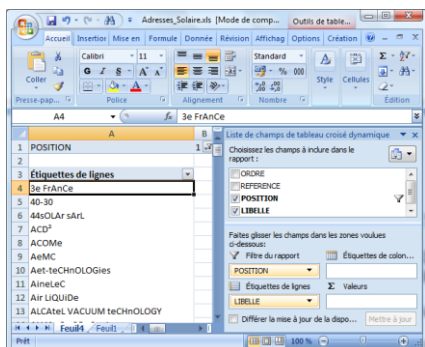 Adresses_Solaire.xls [Mode de comp... Outils de table...
Accueil Insertior Mise en Formule Donnée Révision Affichag Options Création
Coller Calibri 11 Standard Style Cellules
G I S A A % 000
Presse-pap... Police Alignement Nombre Édition
A4 fx 3e FrAnCe
A B
1 POSITION 1
2
3 Étiquettes de lignes
4 3e FrAnCe
5 40-30
6 44sOLAr sArL
7 ACD²
8 ACOMe
9 AeMC
10 Aet-teCHnOLOGies
11 AineLeC
12 Air LiQUiDe
13 ALCAteL VACUUM teCHnOLOGY
Feuil4 Feuil1
Liste de champs de tableau croisé dynamique
Choisissez les champs à inclure dans le
rapport :
ORDRE
REFERENCE
POSITION
LIBELLE
Faites glisser les champs dans les zones voulues
ci-dessous:
Filtre du rapport Étiquettes de colon...
POSITION
Étiquettes de lignes Σ Valeurs
LIBELLE
Différer la mise à jour de la dispo... Mettre à jour
Prêt 100 %